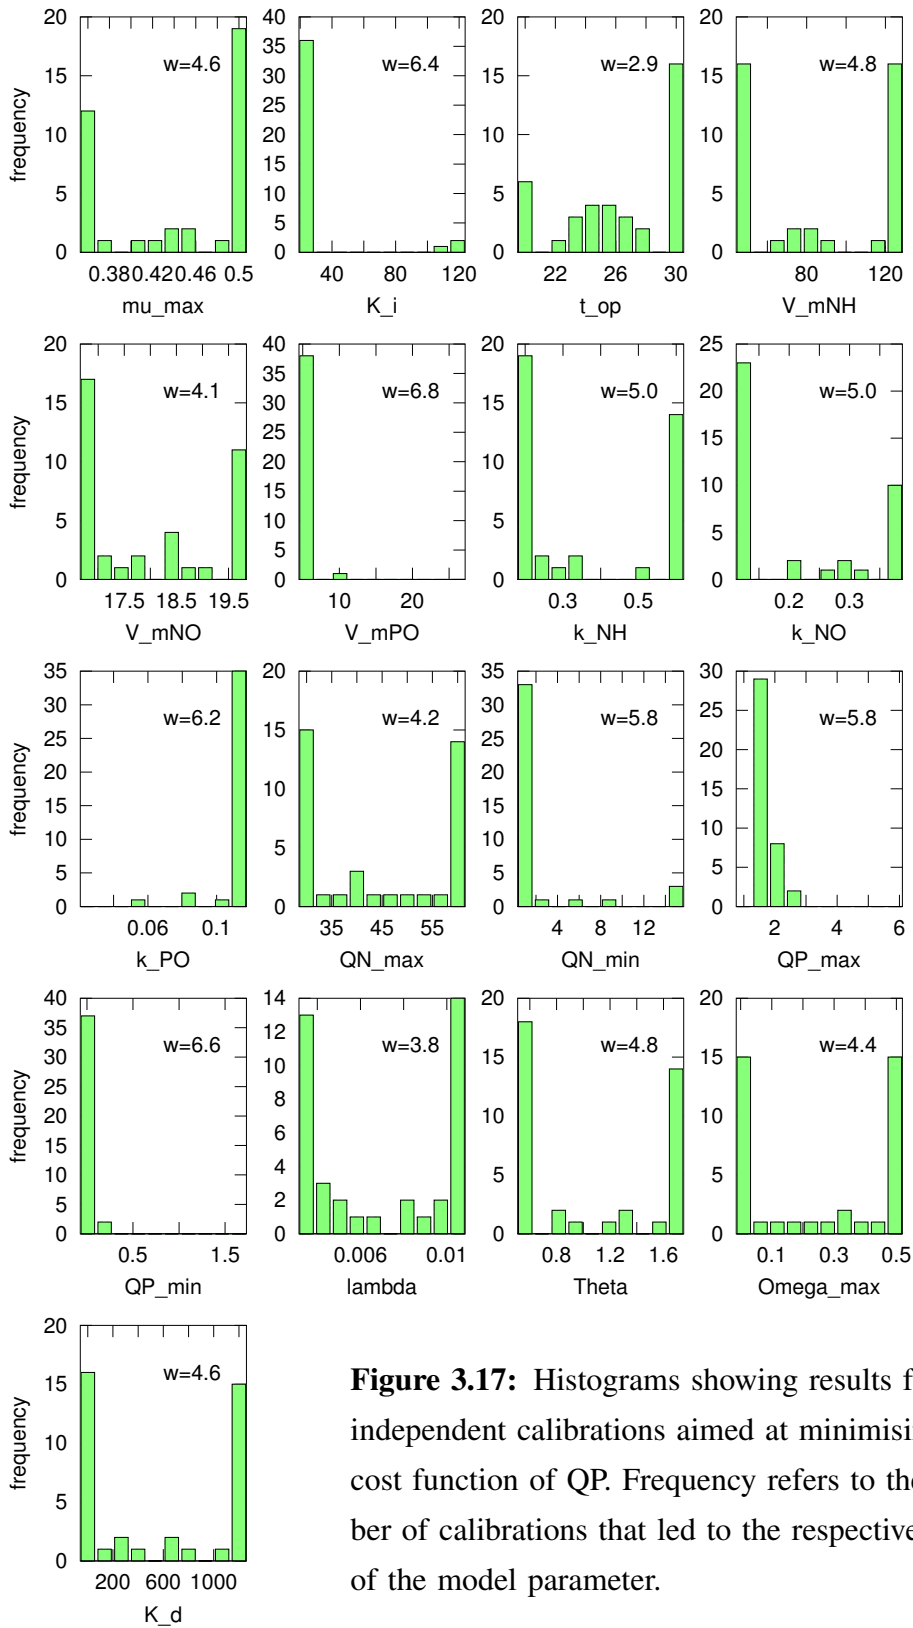 20
15
10
5
0
frequency
w=4.6
0.38 0.42 0.46 0.5
mu_max
40
35
30
25
20
15
10
5
0
w=6.4
40 80 120
K_i
20
15
10
5
0
w=2.9
22 26 30
t_op
20
15
10
5
0
w=4.8
80 120
V_mNH
20
15
10
5
0
frequency
w=4.1
17.5 18.5 19.5
V_mNO
40
35
30
25
20
15
10
5
0
w=6.8
10 20
V_mPO
20
15
10
5
0
w=5.0
0.3 0.5
k_NH
25
20
15
10
5
0
w=5.0
0.2 0.3
k_NO
35
30
25
20
15
10
5
0
frequency
w=6.2
0.06 0.1
k_PO
20
15
10
5
0
w=4.2
35 45 55
QN_max
35
30
25
20
15
10
5
0
w=5.8
4 8 12
QN_min
30
25
20
15
10
5
0
w=5.8
2 4 6
QP_max
40
35
30
25
20
15
10
5
0
frequency
w=6.6
0.5 1.5
QP_min
14
12
10
8
6
4
2
0
w=3.8
0.006 0.01
lambda
20
15
10
5
0
w=4.8
0.8 1.2 1.6
Theta
20
15
10
5
0
w=4.4
0.1 0.3 0.5
Omega_max
20
15
10
5
0
frequency
w=4.6
200 600 1000
K_d
Figure 3.17: Histograms showing results f
independent calibrations aimed at minimisi
cost function of QP. Frequency refers to the
ber of calibrations that led to the respective
of the model parameter.